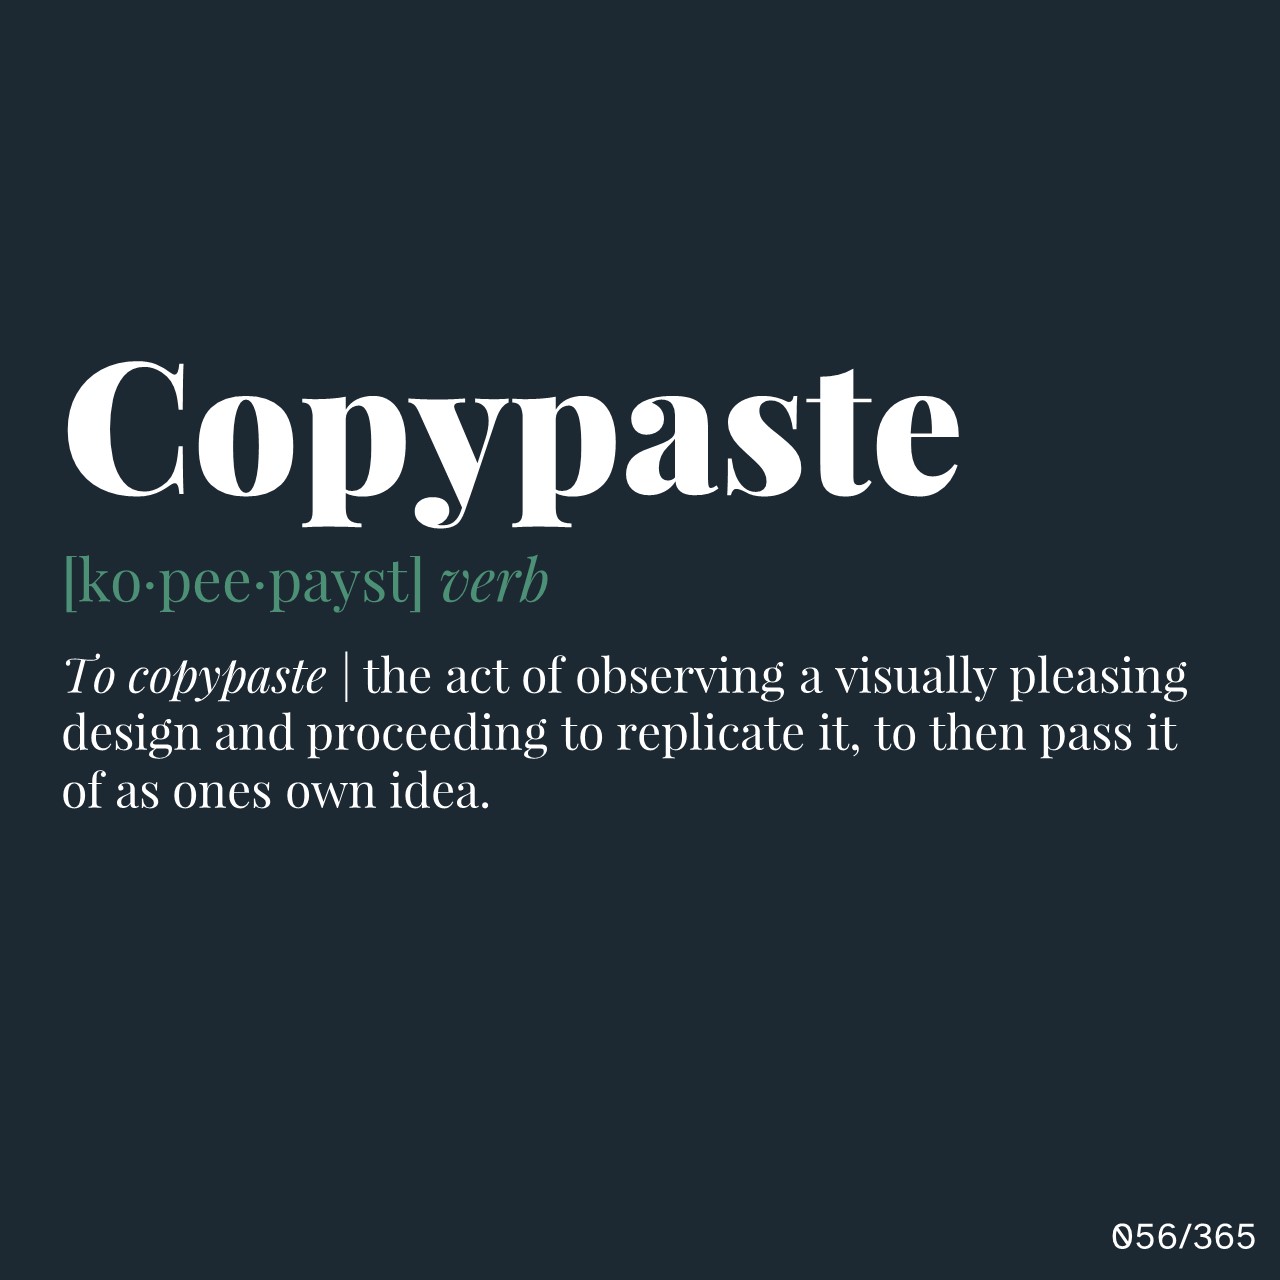 Copypaste
[ko·pee·payst] verb
To copypaste | the act of observing a visually pleasing
design and proceeding to replicate it, to then pass it
of as ones own idea.
056/365